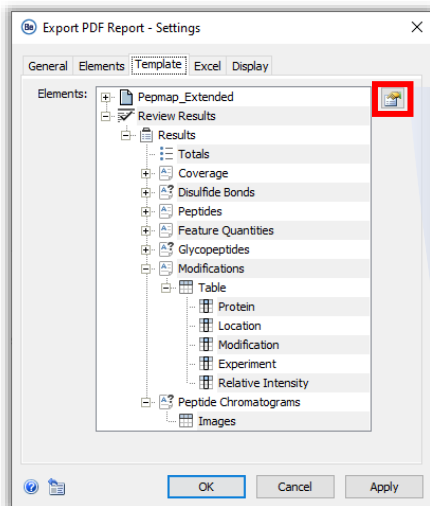 Be Export PDF Report - Settings
General Elements Template Excel Display
Elements:
Pepmap_Extended
Review Results
Results
Totals
Coverage
Disulfide Bonds
Peptides
Feature Quantities
Glycopeptides
Modifications
Table
Protein
Location
Modification
Experiment
Relative Intensity
Peptide Chromatograms
Images
OK Cancel Apply